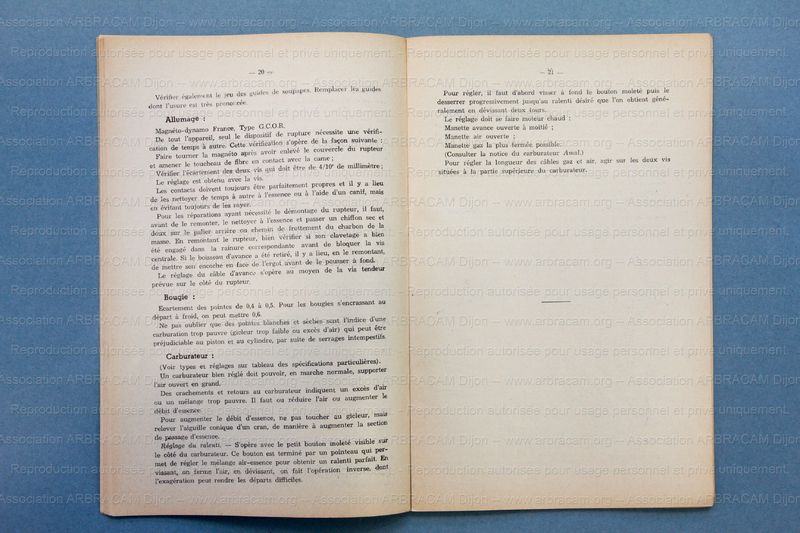 — 20 —
Vérifier également le jeu des guides de soupapes. Remplacer les guides
dont l'usure est très prononcée.
Allumage :
Magnéto-dynamo France, Type G.C.O.R.
De tout l'appareil, seul le dispositif de rupture nécessite une vérifi-
cation de temps à autre. Cette vérification s'opère de la façon suivante :
Faire tourner la magnéto après avoir enlevé le couvercle du rupteur
et amener le toucheau de fibre en contact avec la came ;
Vérifier l'écartement des deux vis qui doit être de 4/10e de millimètre ;
Le réglage est obtenu avec la vis.
Les contacts doivent toujours être parfaitement propres et il y a lieu
de les nettoyer de temps à autre à l'essence ou à l'aide d'un canif, mais
en évitant toujours de les rayer.
Pour les réparations ayant nécessité le démontage du rupteur, il faut,
avant de le remonter, le nettoyer à l'essence et passer un chiffon sec et
doux sur le palier arrière ou chemin de frottement du charbon de la
masse. En remontant le rupteur, bien vérifier si son clavetage a bien
été engagé dans la rainure correspondante avant de bloquer la vis
centrale. Si le boisseau d'avance a été retiré, il y a lieu, en le remontant,
de mettre son encoche en face de l'ergot avant de le pousser à fond.
Le réglage du câble d'avance s'opère au moyen de la vis tendeur
prévue sur le côté du rupteur.
Bougie :
Ecartement des pointes de 0,4 à 0,5. Pour les bougies s'encrassant au
départ à froid, on peut mettre 0,6.
Ne pas oublier que des pointes blanches et sèches sont l'indice d'une
carburation trop pauvre (gicleur trop faible ou excès d'air) qui peut être
préjudiciable au piston et au cylindre, par suite de serrages intempestifs.
Carburateur :
(Voir types et réglages sur tableau des spécifications particulières).
Un carburateur bien réglé doit pouvoir, en marche normale, supporter
l'air ouvert en grand.
Des crachements et retours au carburateur indiquent un excès d'air
ou un mélange trop pauvre. Il faut ou réduire l'air ou augmenter le
débit d'essence.
Pour augmenter le débit d'essence, ne pas toucher au gicleur, mais
relever l'aiguille conique d'un cran, de manière à augmenter la section
de passage d'essence.
Réglage du ralenti. — S'opère avec le petit bouton moleté visible sur
le côté du carburateur. Ce bouton est terminé par un pointeau qui per-
met de régler le mélange air-essence pour obtenir un ralenti parfait. En
vissant, on ferme l'air, en dévissant, on fait l'opération inverse, dont
l'exagération peut rendre les départs difficiles.
— 21 —
Pour régler, il faut d'abord visser à fond le bouton moleté puis le
desserrer progressivement jusqu'au ralenti désiré que l'on obtient géné-
ralement en dévissant deux tours.
Le réglage doit se faire moteur chaud :
Manette avance ouverte à moitié ;
Manette air ouverte ;
Manette gaz la plus fermée possible.
(Consulter la notice du carburateur Amal.)
Pour régler la longueur des câbles gaz et air, agir sur les deux vis
situées à la partie supérieure du carburateur.
Association ARBRACAM Dijon -- www.arbracam.org -- Association ARBRACAM Dijon
Reproduction autorisée pour usage personnel et privé uniquement.